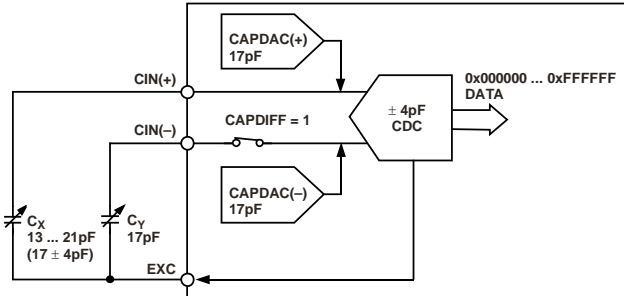 CAPDAC(+)
17pF
CIN(+)
0x000000 ... 0xFFFFFF
DATA
CIN(–)
CAPDIFF = 1
± 4pF
CDC
CAPDAC(–)
17pF
CX
13 ... 21pF
(17 ± 4pF)
CY
17pF
EXC